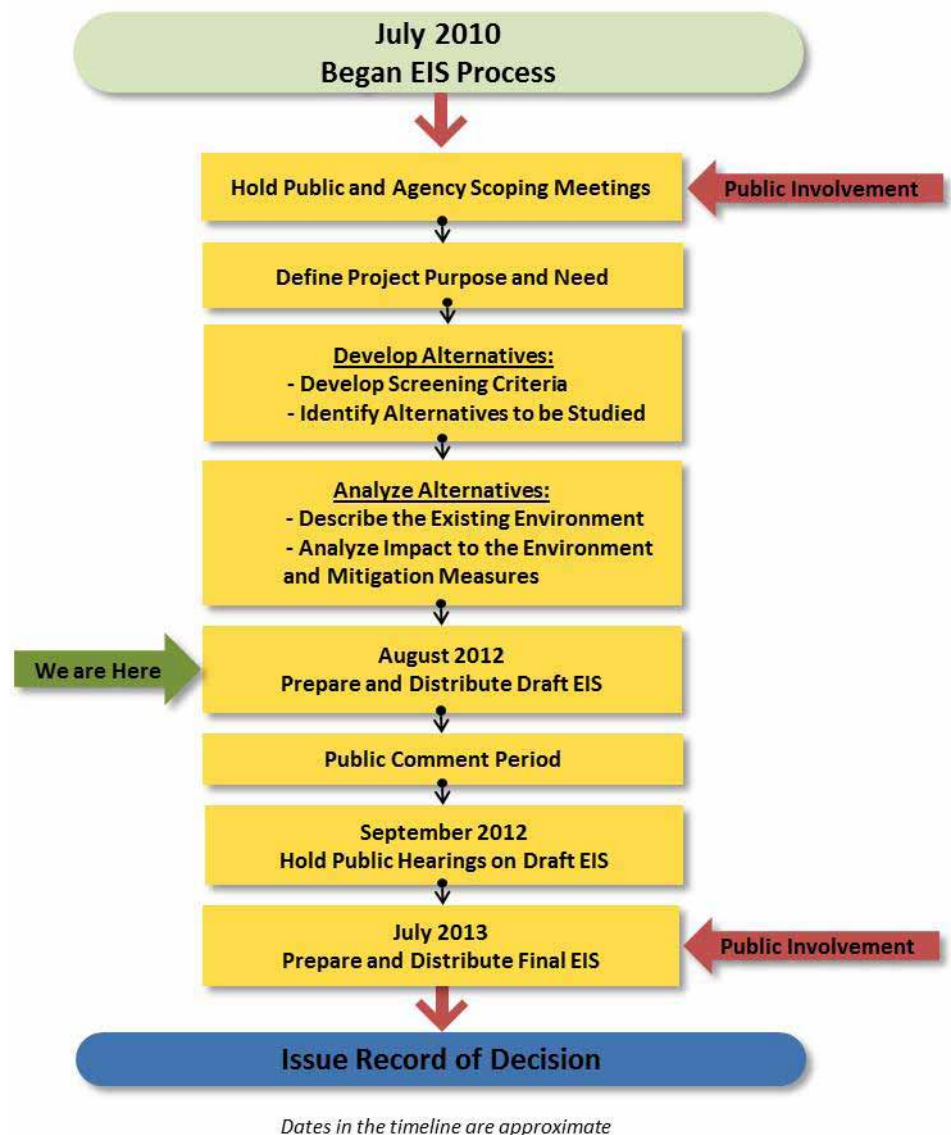 July 2010
Began EIS Process
Hold Public and Agency Scoping Meetings
Public Involvement
Define Project Purpose and Need
Develop Alternatives:
- Develop Screening Criteria
- Identify Alternatives to be Studied
Analyze Alternatives:
- Describe the Existing Environment
- Analyze Impact to the Environment
and Mitigation Measures
We are Here
August 2012
Prepare and Distribute Draft EIS
Public Comment Period
September 2012
Hold Public Hearings on Draft EIS
July 2013
Prepare and Distribute Final EIS
Public Involvement
Issue Record of Decision
Dates in the timeline are approximate